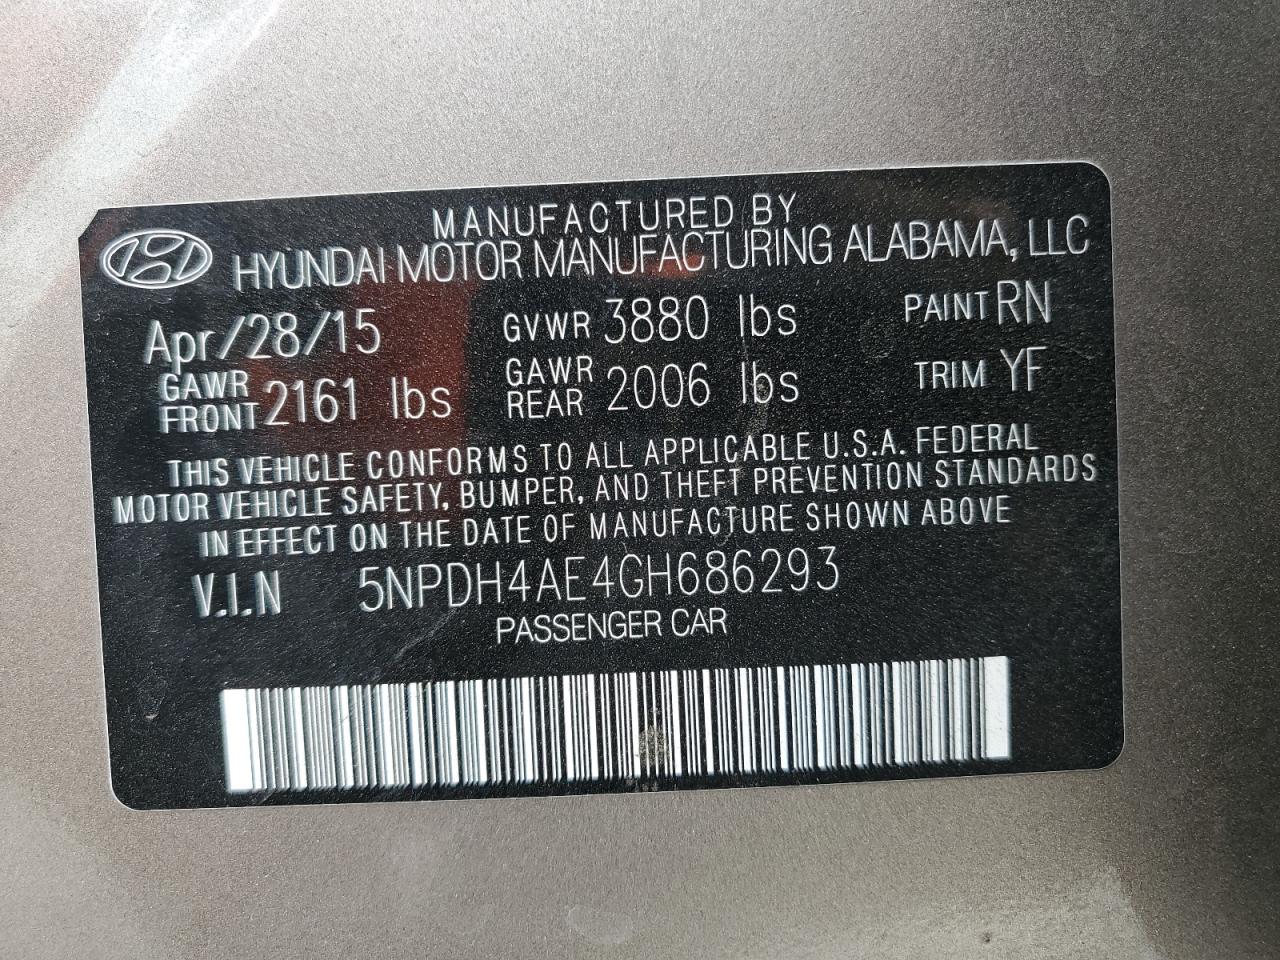 MANUFACTURED BY
HYUNDAI MOTOR MANUFACTURING ALABAMA, LLC
Apr/28/15 GVWR 3880 lbs PAINT RN
GAWR FRONT 2161 lbs GAWR REAR 2006 lbs TRIM YF
THIS VEHICLE CONFORMS TO ALL APPLICABLE U.S.A. FEDERAL
MOTOR VEHICLE SAFETY, BUMPER, AND THEFT PREVENTION STANDARDS
IN EFFECT ON THE DATE OF MANUFACTURE SHOWN ABOVE
V.I.N 5NPDH4AE4GH686293
PASSENGER CAR